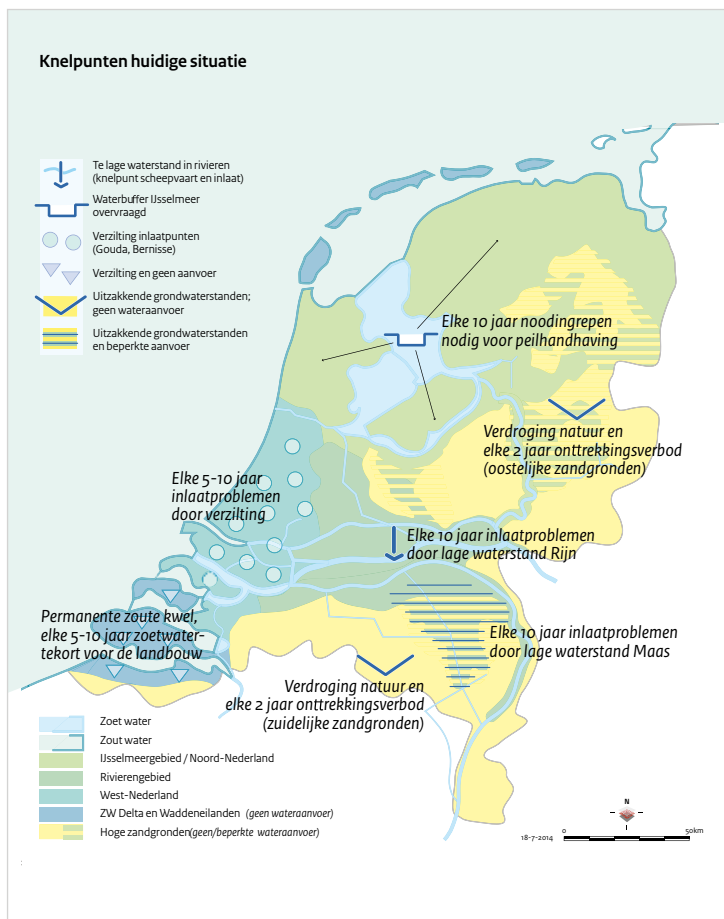 Knelpunten huidige situatie
Te lage waterstand in rivieren
(knelpunt scheepvaart en inlaat)
Waterbuffer IJsselmeer
overvraagd
Verzilting inlaatpunten
(Gouda, Bernisse)
Verzilting en geen aanvoer
Uitzakkende grondwaterstanden;
geen wateraanvoer
Uitzakkende grondwaterstanden
en beperkte aanvoer
Elke 10 jaar noodingrepen
nodig voor peilhandhaving
Verdroging natuur en
elke 2 jaar onttrekkingsverbod
(oostelijke zandgronden)
Elke 5-10 jaar
inlaatproblemen
door verzilting
Elke 10 jaar inlaatproblemen
door lage waterstand Rijn
Permanente zoute kwel,
elke 5-10 jaar zoetwater-
tekort voor de landbouw
Elke 10 jaar inlaatproblemen
door lage waterstand Maas
Verdroging natuur en
elke 2 jaar onttrekkingsverbod
(zuidelijke zandgronden)
Zoet water
Zout water
IJsselmeergebied / Noord-Nederland
Rivierengebied
West-Nederland
ZW Delta en Waddeneilanden (geen wateraanvoer)
Hoge zandgronden(geen/beperkte wateraanvoer)
N
18-7-2014
0 50km